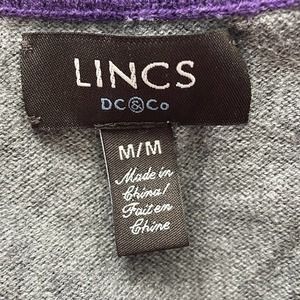 LINCS
DC & Co
M/M
Made in
China/
Fait en
Chine